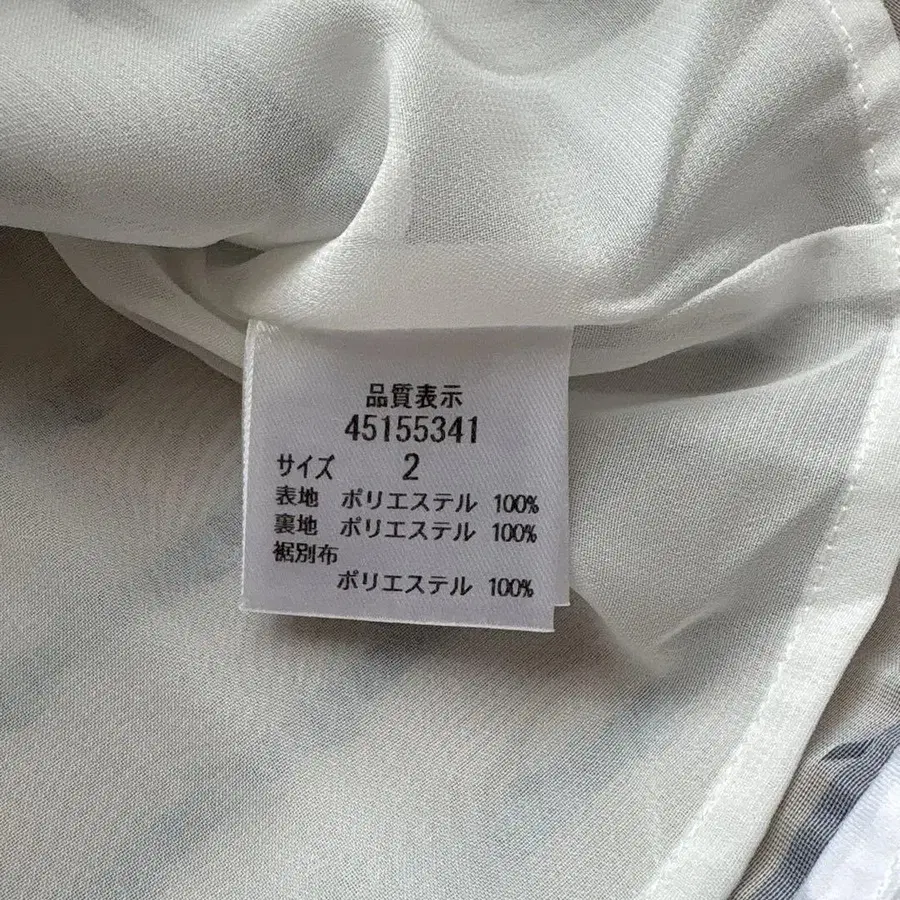 品質表示
45155341
サイズ 2
表地 ポリエステル 100%
裏地 ポリエステル 100%
裾別布
ポリエステル 100%